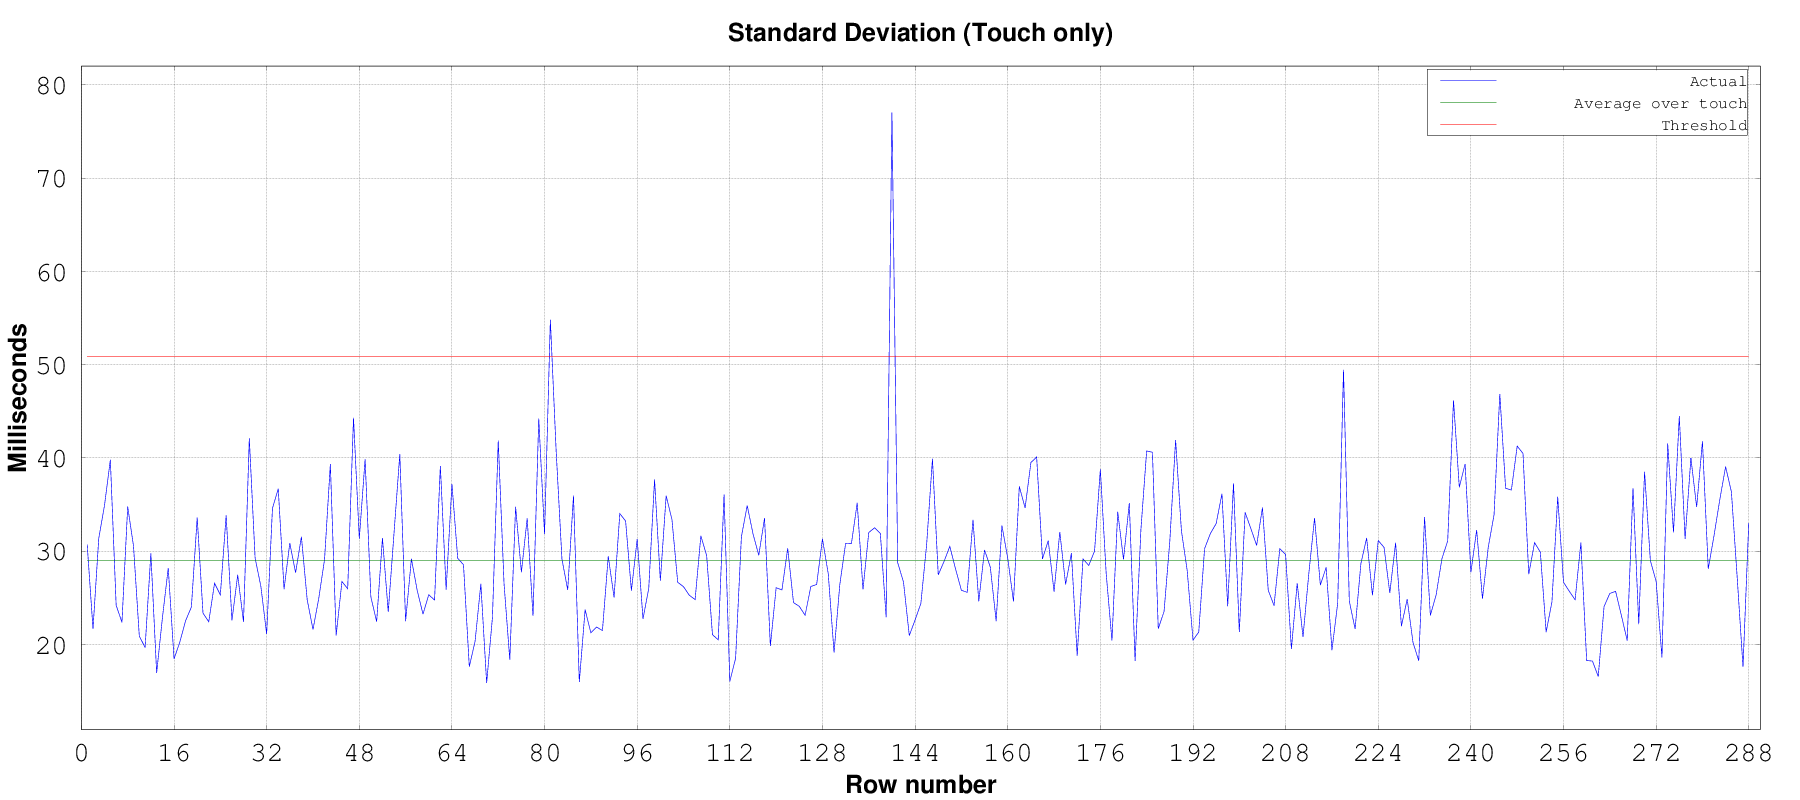 Standard Deviation (Touch only)
80
70
60
50
40
30
20
Milliseconds
Actual
Average over touch
Threshold
0 16 32 48 64 80 96 112 128 144 160 176 192 208 224 240 256 272 288
Row number